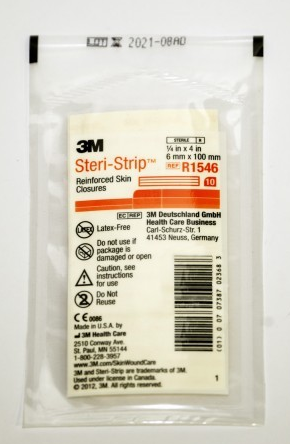 LOT 2021-08 AO
3M
Steri-Strip™
Reinforced Skin
Closures
STERILE R
¼ in x 4 in
6 mm x 100 mm
REF R1546
10
EC REP
3M Deutschland GmbH
Health Care Business
Carl-Schurz-Str. 1
41453 Neuss, Germany
LATEX
Latex-Free
Do not use if
package is
damaged or open
Caution, see
instructions
for use
Do Not
Reuse
CE 0086
Made in U.S.A. by
3M Health Care
2510 Conway Ave.
St. Paul, MN 55144
1-800-228-3957
www.3M.com/SkinWoundCare
3M and Steri-Strip are trademarks of 3M.
Used under license in Canada.
© 2012, 3M. All rights reserved.
1
(01) 0 07 07387 02368 3